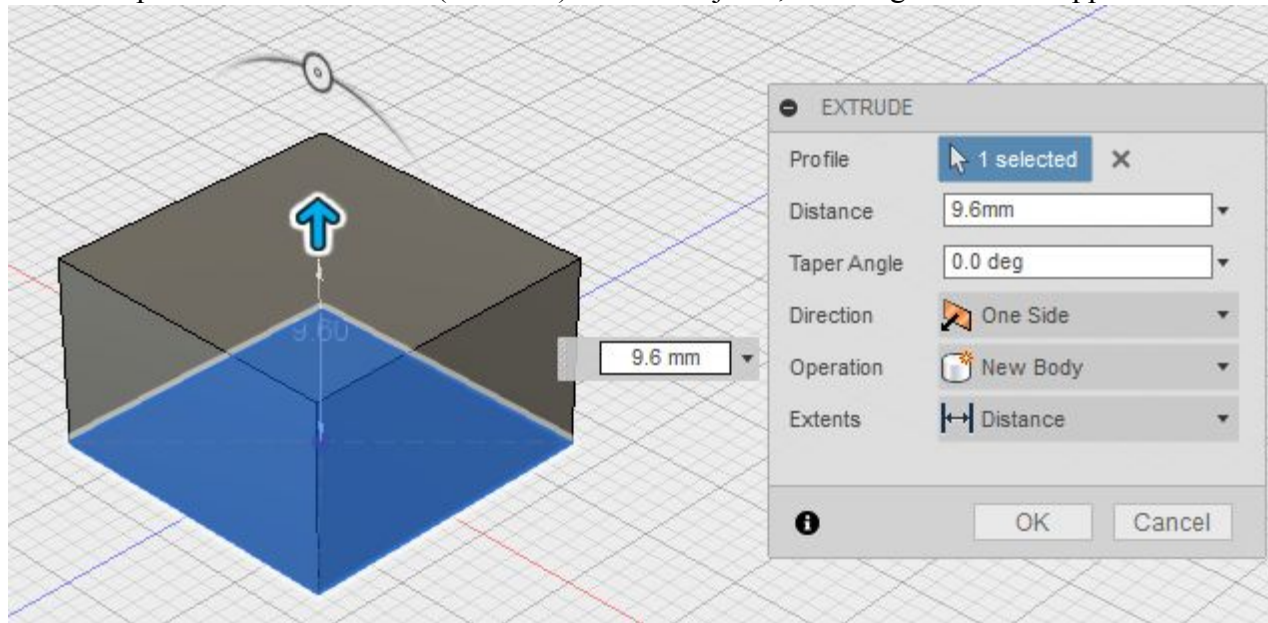 EXTRUDE
Profile 1 selected
Distance 9.6mm
Taper Angle 0.0 deg
Direction One Side
9.60
9.6 mm
Operation New Body
Extents Distance
OK Cancel